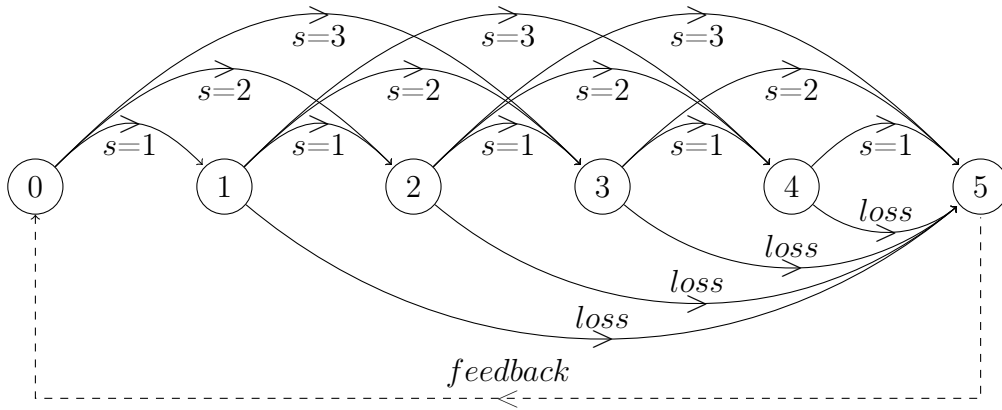 s=3 s=3 s=3
s=2 s=2 s=2 s=2
s=1 s=1 s=1 s=1 s=1
0 1 2 3 4 5
loss
loss
loss
loss
feedback